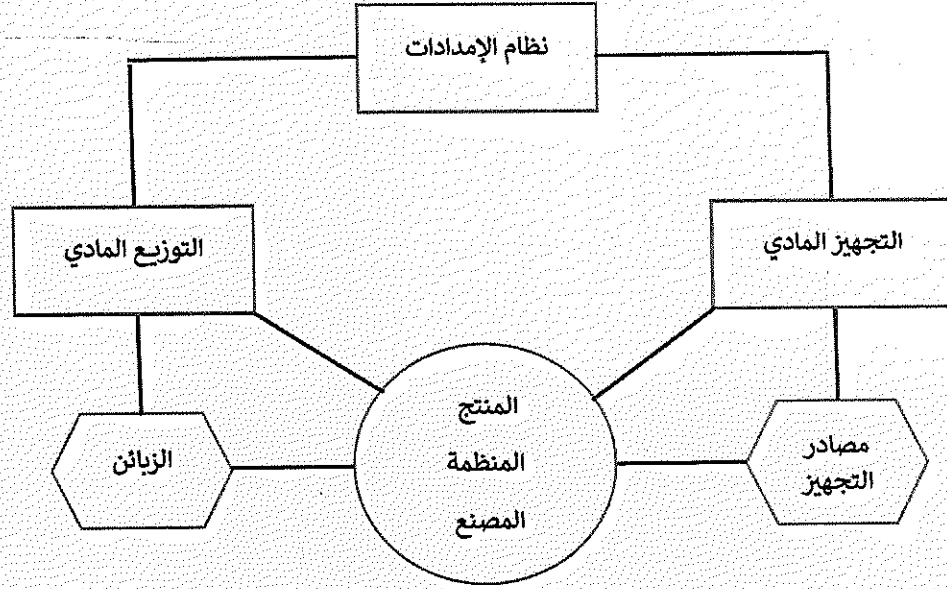 نظام الإمدادات
التجهيز المادي
التوزيع المادي
مصادر
التجهيز
المنتج
المنظمة
المصنع
الزبائن